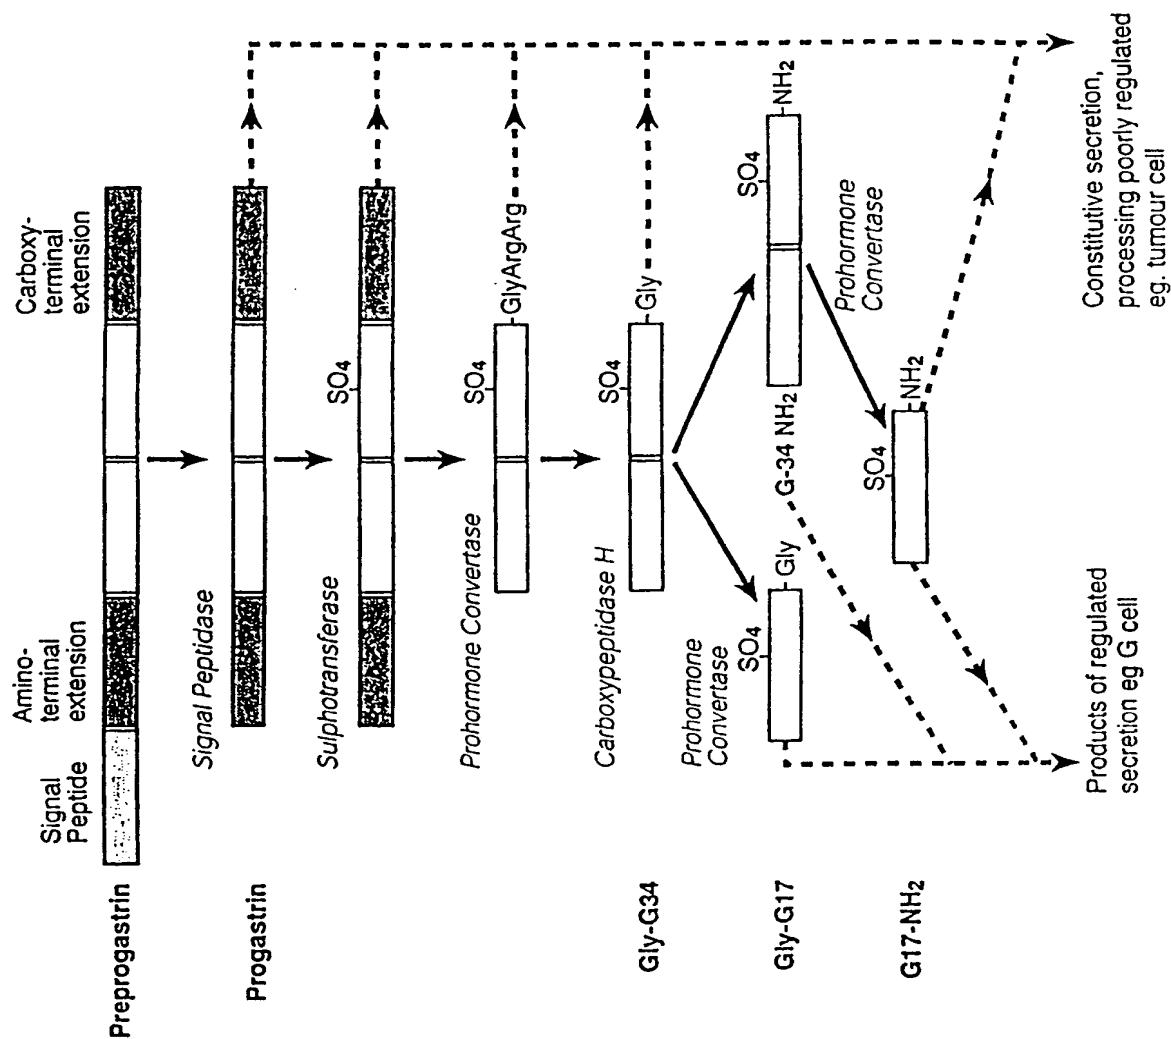 Signal
Peptide
Amino-
terminal
extension
Carboxy-
terminal
extension
Preprogastrin
Signal Peptidase
Progastrin
Sulphotransferase
SO4
Prohormone Convertase
SO4
GlyArgArg
Carboxypeptidase H
Gly-G34
SO4
Gly
Prohormone
Convertase
Gly-G17
SO4
Gly
G-34 NH2
SO4
NH2
Prohormone
Convertase
G17-NH2
SO4
NH2
Products of regulated
secretion eg G cell
Constitutive secretion,
processing poorly regulated
eg. tumour cell